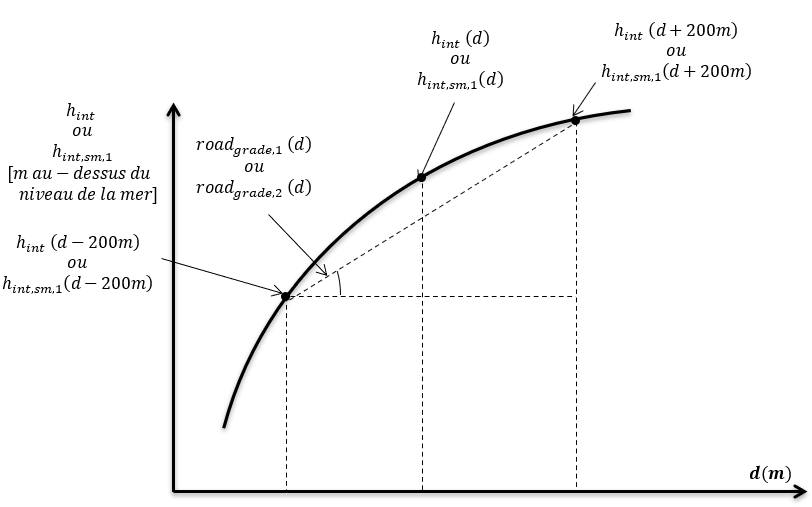 h_int (d)
ou
h_int,sm,1(d)
h_int (d + 200m)
ou
h_int,sm,1(d + 200m)
h_int
ou
h_int,sm,1
[m au − dessus du
niveau de la mer]
road_grade,1 (d)
ou
road_grade,2 (d)
h_int (d − 200m)
ou
h_int,sm,1(d − 200m)
d(m)